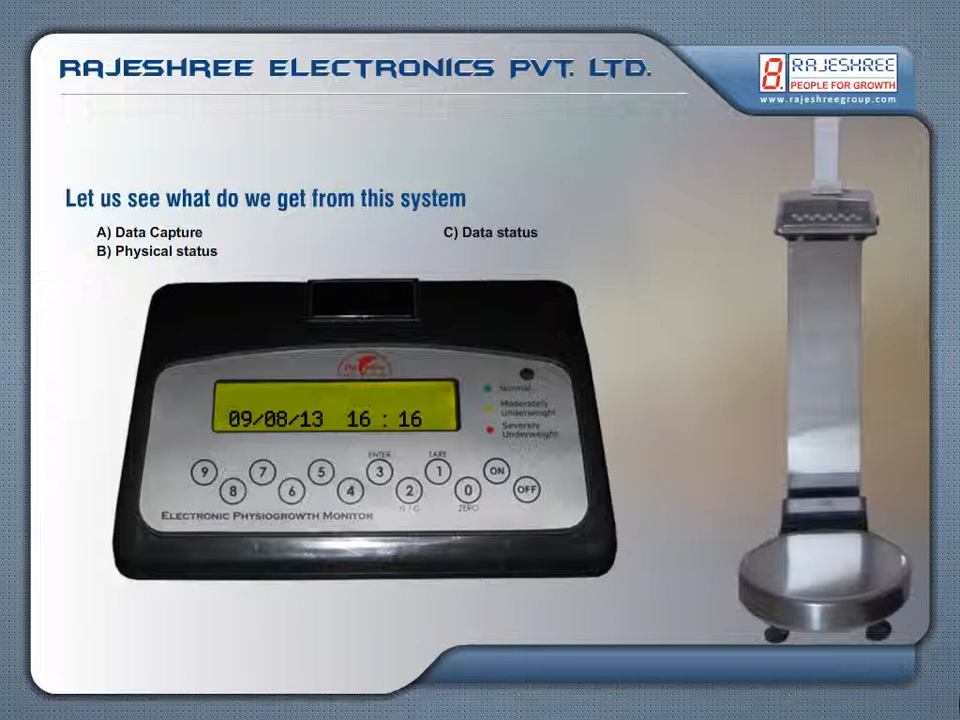 RAJESHREE ELECTRONICS PVT. LTD.
RAJESHREE
PEOPLE FOR GROWTH
www.rajeshreegroup.com
Let us see what do we get from this system
A) Data Capture
C) Data status
B) Physical status
Normal
Moderately
Underweight
Severely
Underweight
09/08/13 16 : 16
ENTER TARE
9 7 5 3 1 ON
8 6 4 2 0 OFF
N / G ZERO
ELECTRONIC PHYSIOGROWTH MONITOR